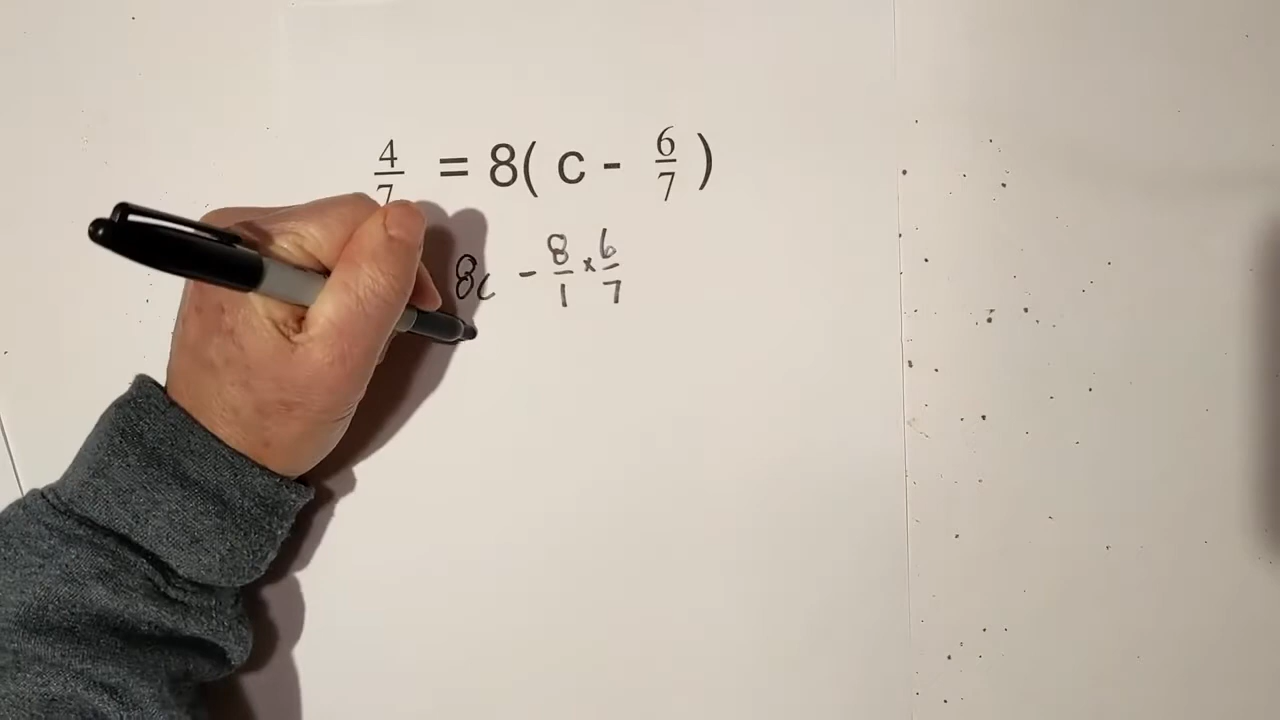 4/7 = 8( c - 6/7 )
8c - 8/1 × 6/7